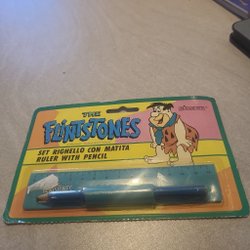 THE
FLINTSTONES
SET RIGHELLO CON MATITA
RULER WITH PENCIL